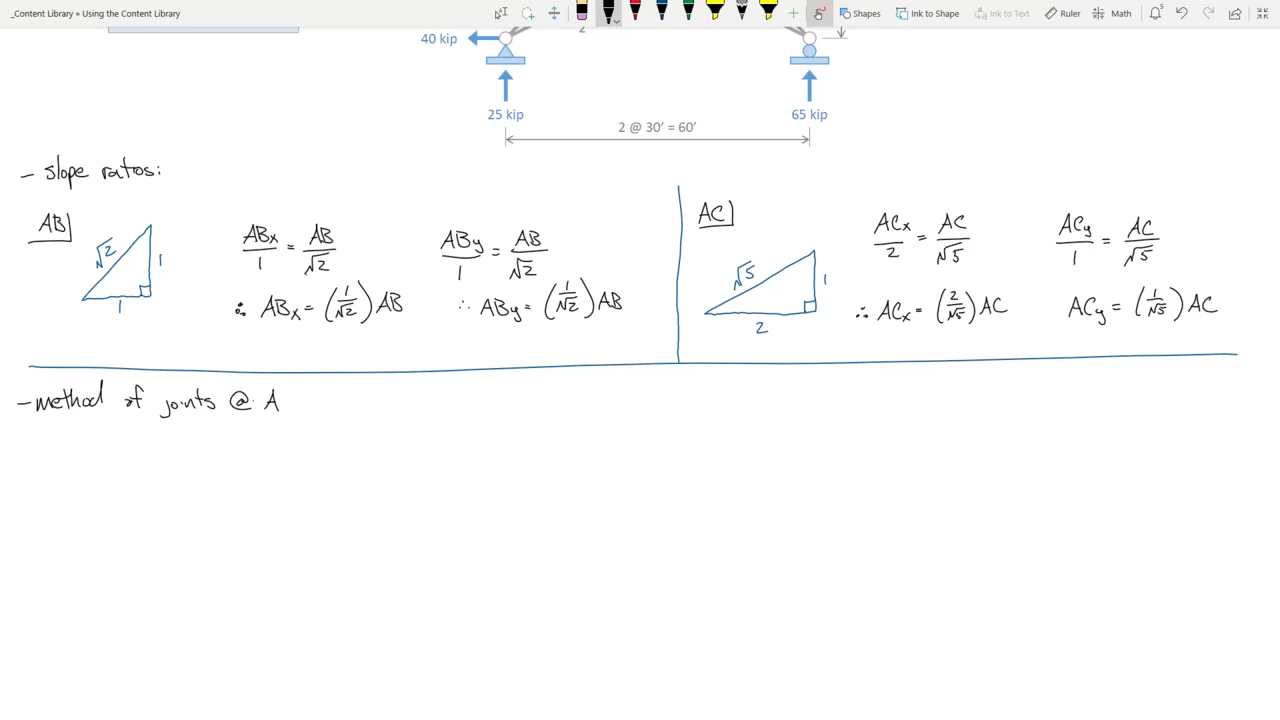 _Content Library » Using the Content Library
Shapes
Ink to Shape
Ink to Text
Ruler
Math
40 kip
2
25 kip
65 kip
2 @ 30' = 60'
- slope ratios:
AB
√2
1
1
ABx/1 = AB/√2
ABy/1 = AB/√2
∴ ABx = (1/√2) AB
∴ ABy = (1/√2) AB
AC
√5
1
2
ACx/2 = AC/√5
ACy/1 = AC/√5
∴ ACx = (2/√5) AC
ACy = (1/√5) AC
- method of joints @ A